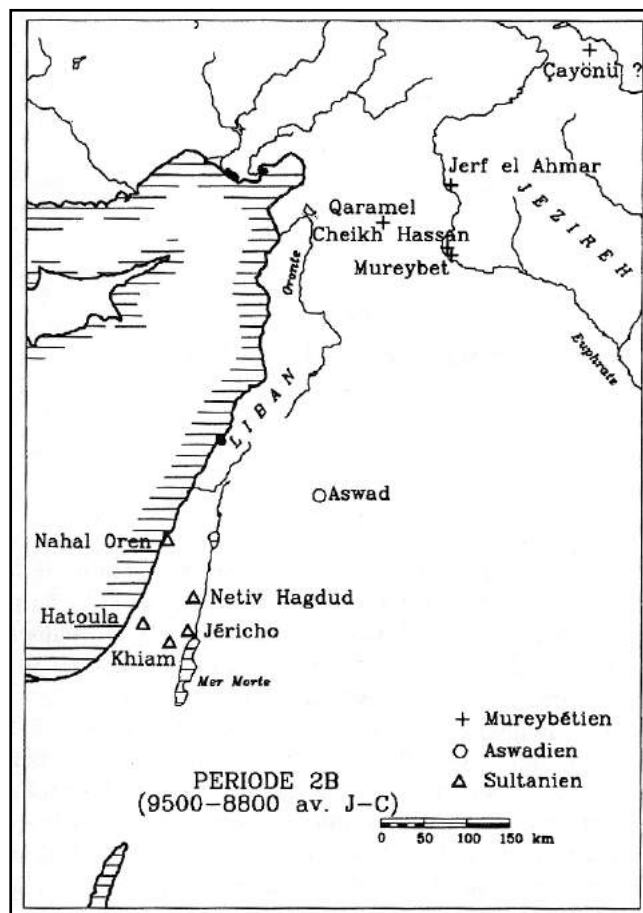 Çayönü ?
Jerf el Ahmar
JEZIREH
Qaramel
Cheikh Hassan
Mureybet
Oronte
Euphrate
LIBAN
Aswad
Nahal Oren
Netiv Hagdud
Hatoula
Jéricho
Khiam
Mer Morte
Mureybétien
Aswadien
Sultanien
PERIODE 2B
(9500-8800 av. J-C)
0 50 100 150 km